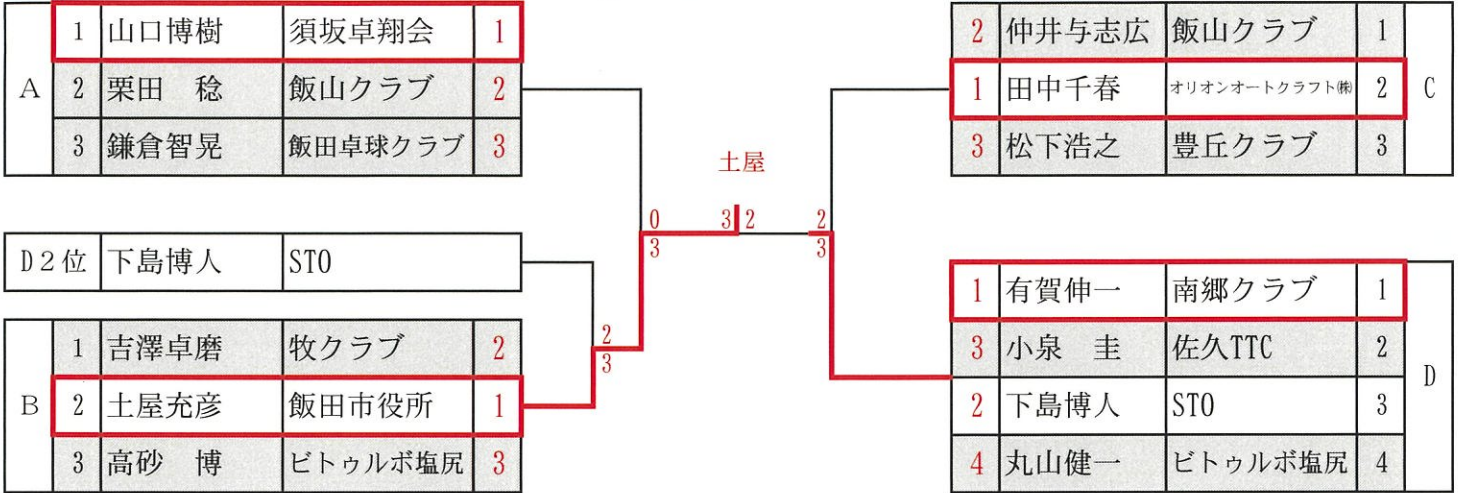 A
1 山口博樹 須坂卓翔会 1
2 栗田 稔 飯山クラブ 2
3 鎌倉智晃 飯田卓球クラブ 3
D2位 下島博人 STO
B
1 吉澤卓磨 牧クラブ 2
2 土屋充彦 飯田市役所 1
3 高砂 博 ビトゥルボ塩尻 3
2
3
0
3
土屋
3 2
2
3
C
2 仲井与志広 飯山クラブ 1
1 田中千春 オリオンオートクラフト㈱ 2
3 松下浩之 豊丘クラブ 3
D
1 有賀伸一 南郷クラブ 1
3 小泉 圭 佐久TTC 2
2 下島博人 STO 3
4 丸山健一 ビトゥルボ塩尻 4